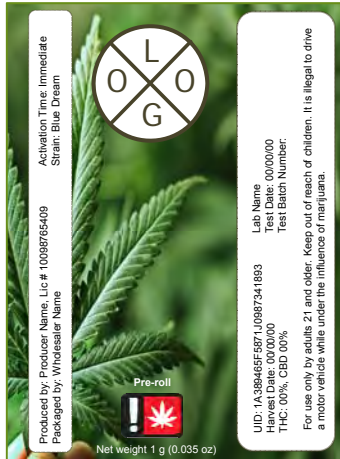 Produced by: Producer Name, Lic # 10098765409
Packaged by: Wholesaler Name
Activation Time: Immediate
Strain: Blue Dream
L
O O
G
Pre-roll
!
Net weight 1 g (0.035 oz)
UID: 1A389465F5871J0987341893
Harvest Date: 00/00/00
THC: 00%, CBD 00%
Lab Name
Test Date: 00/00/00
Test Batch Number:
For use only by adults 21 and older. Keep out of reach of children. It is illegal to drive
a motor vehicle while under the influence of marijuana.